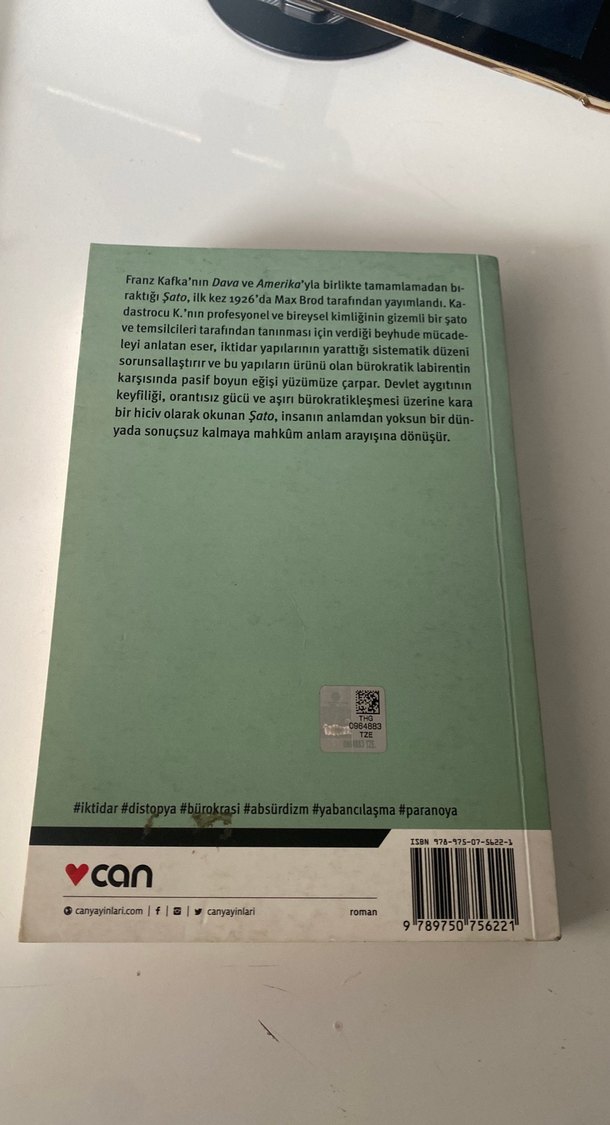 Franz Kafka'nın Dava ve Amerika'yla birlikte tamamlamadan bı-
raktığı Şato, ilk kez 1926'da Max Brod tarafından yayımlandı. Ka-
dastrocu K.'nın profesyonel ve bireysel kimliğinin gizemli bir şato
ve temsilcileri tarafından tanınması için verdiği beyhude mücade-
leyi anlatan eser, iktidar yapılarının yarattığı sistematik düzeni
sorunsallaştırır ve bu yapıların ürünü olan bürokratik labirentin
karşısında pasif boyun eğişi yüzümüze çarpar. Devlet aygıtının
keyfiliği, orantısız gücü ve aşırı bürokratikleşmesi üzerine kara
bir hiciv olarak okunan Şato, insanın anlamdan yoksun bir dün-
yada sonuçsuz kalmaya mahkûm anlam arayışına dönüşür.
THG
0964883
TZE
0964883 TZE
#iktidar #distopya #bürokrasi #absürdizm #yabancılaşma #paranoya
ISBN 978-975-07-5622-1
can
canyayinlari.com | f | | canyayinlari
roman
9 789750 756221